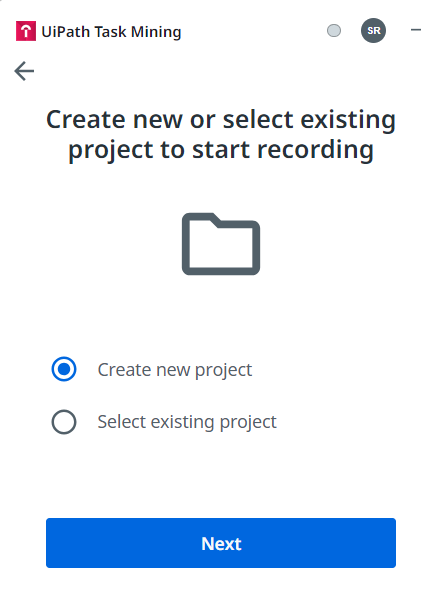 UiPath Task Mining
SR
Create new or select existing
project to start recording
Create new project
Select existing project
Next